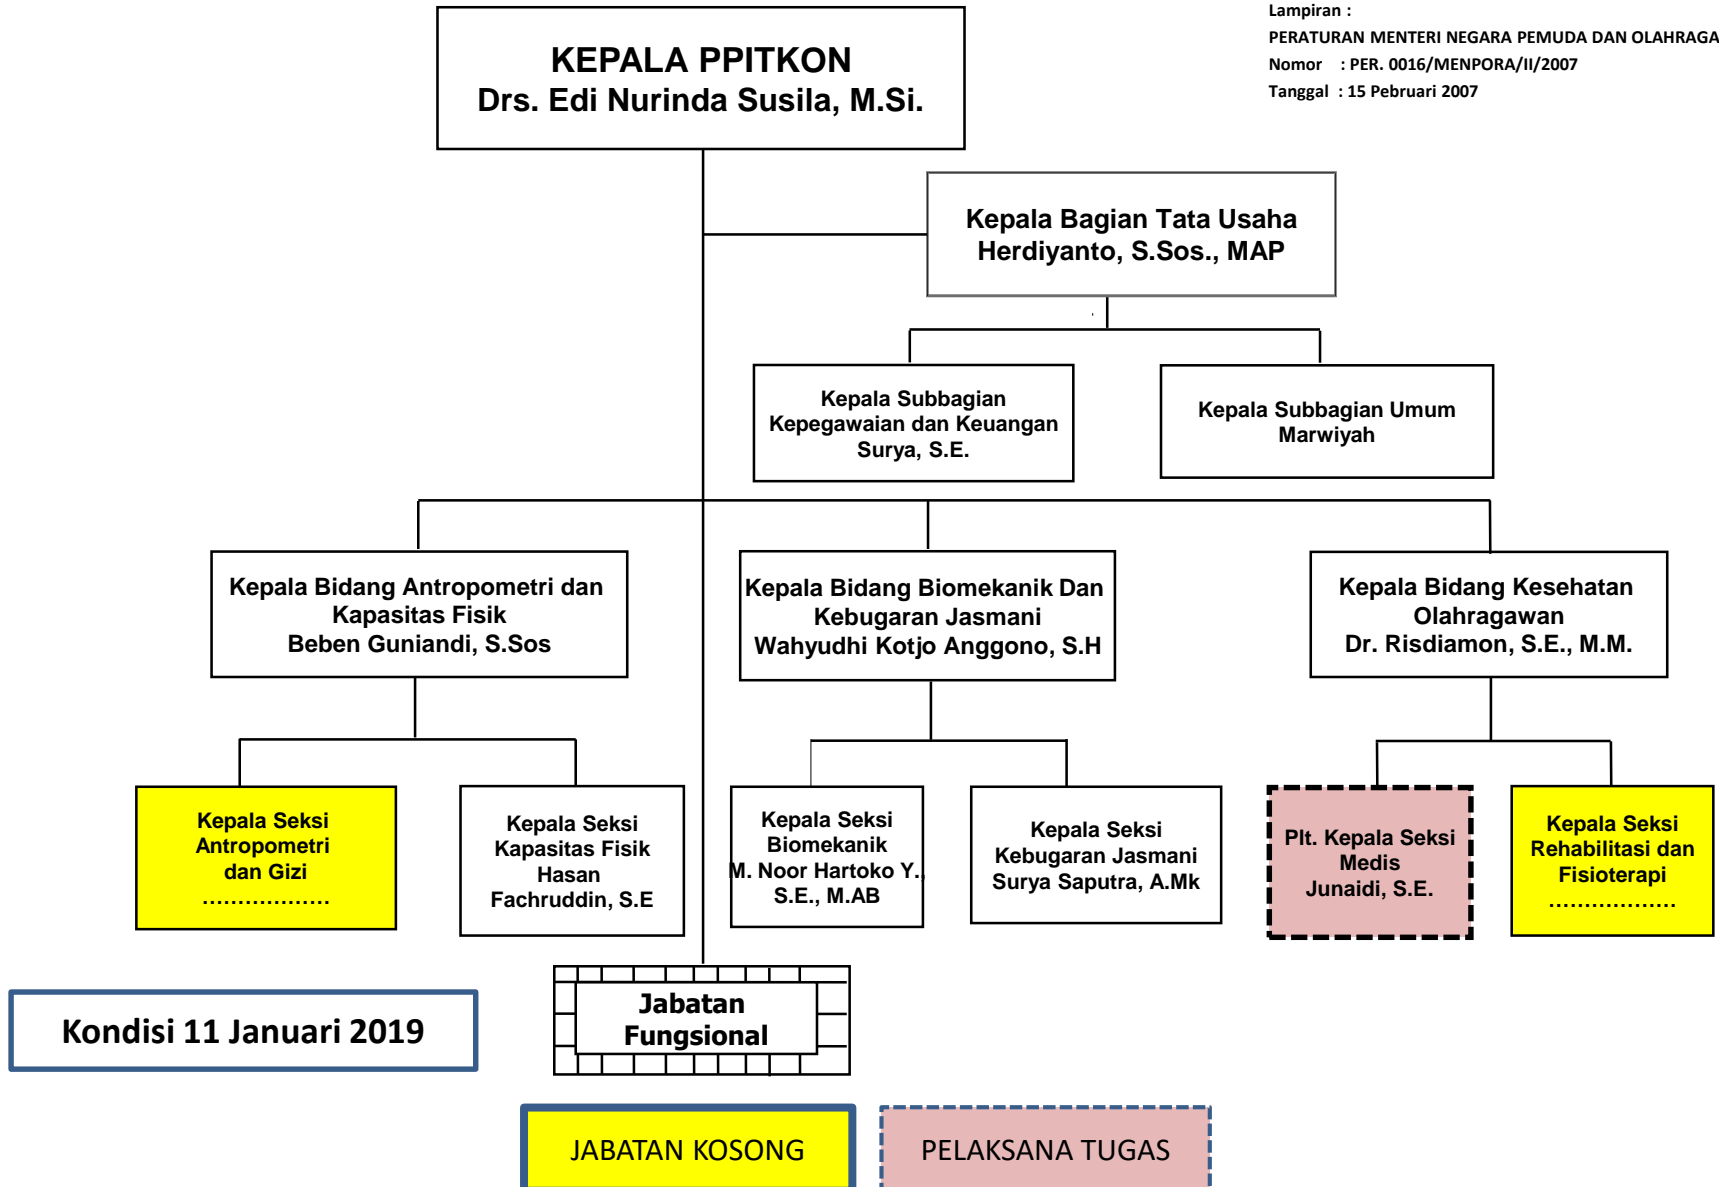 Lampiran :
PERATURAN MENTERI NEGARA PEMUDA DAN OLAHRAGA
Nomor : PER. 0016/MENPORA/II/2007
Tanggal : 15 Pebruari 2007
KEPALA PPITKON
Drs. Edi Nurinda Susila, M.Si.
Kepala Bagian Tata Usaha
Herdiyanto, S.Sos., MAP
Kepala Subbagian
Kepegawaian dan Keuangan
Surya, S.E.
Kepala Subbagian Umum
Marwiyah
Kepala Bidang Antropometri dan
Kapasitas Fisik
Beben Guniandi, S.Sos
Kepala Bidang Biomekanik Dan
Kebugaran Jasmani
Wahyudhi Kotjo Anggono, S.H
Kepala Bidang Kesehatan
Olahragawan
Dr. Risdiamon, S.E., M.M.
Kepala Seksi
Antropometri
dan Gizi
..................
Kepala Seksi
Kapasitas Fisik
Hasan
Fachruddin, S.E
Kepala Seksi
Biomekanik
M. Noor Hartoko Y.,
S.E., M.AB
Kepala Seksi
Kebugaran Jasmani
Surya Saputra, A.Mk
Plt. Kepala Seksi
Medis
Junaidi, S.E.
Kepala Seksi
Rehabilitasi dan
Fisioterapi
..................
Kondisi 11 Januari 2019
Jabatan
Fungsional
JABATAN KOSONG
PELAKSANA TUGAS